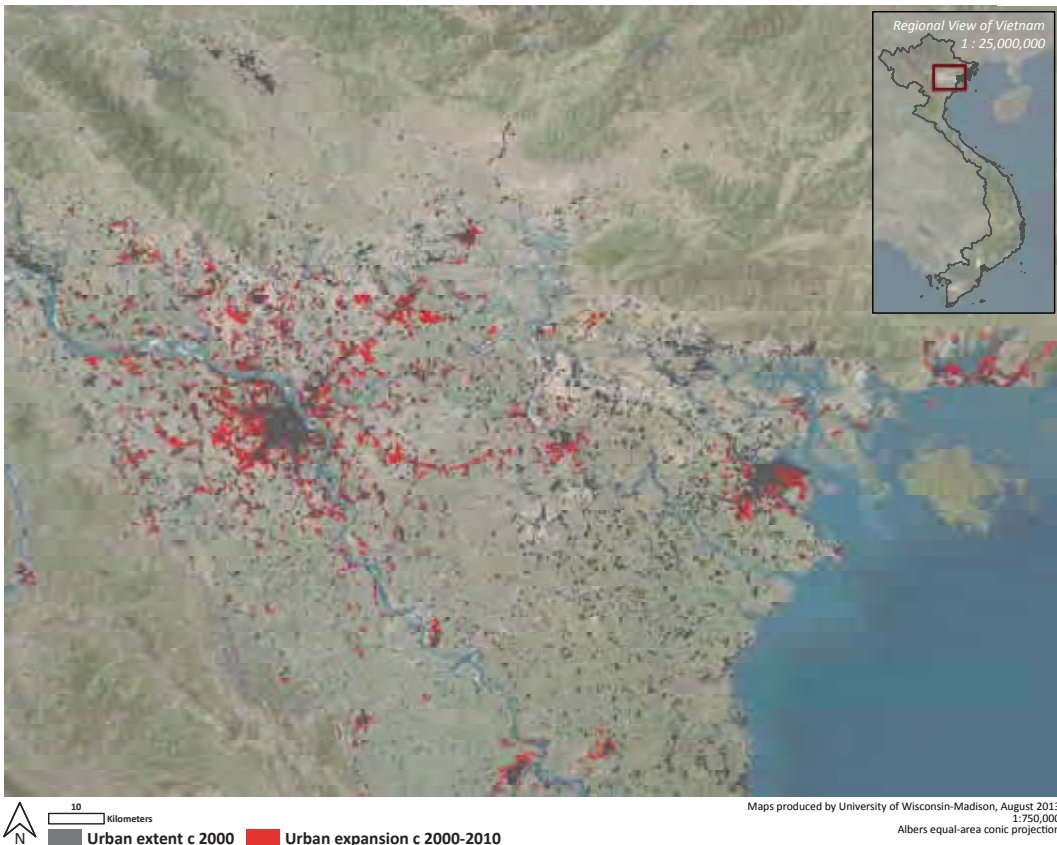 Regional View of Vietnam
1 : 25,000,000
10
Kilometers
N
Urban extent c 2000
Urban expansion c 2000-2010
Maps produced by University of Wisconsin-Madison, August 2013
1:750,000
Albers equal-area conic projection